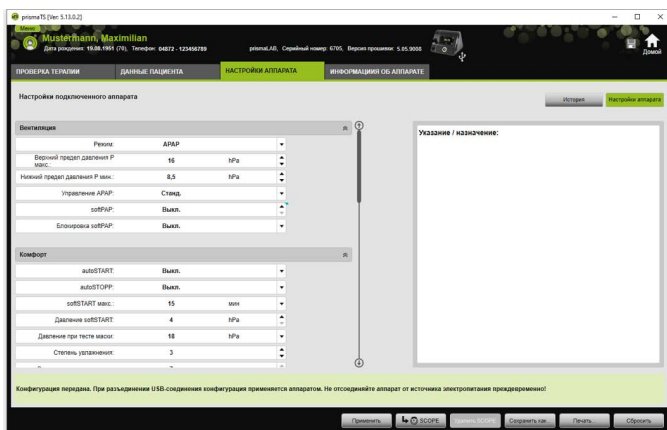 prismaTS [Ver: 5.13.0.2]
Меню
Mustermann, Maximilian
Дата рождения: 19.08.1951 (70), Телефон: 04872 - 123456789
prismaLAB, Серийный номер: 6705, Версия прошивки: 5.05.9008
Домой
ПРОВЕРКА ТЕРАПИИ
ДАННЫЕ ПАЦИЕНТА
НАСТРОЙКИ АППАРАТА
ИНФОРМАЦИИЯ ОБ АППАРАТЕ
Настройки подключенного аппарата
История
Настройки аппарата
Вентиляция
Указание / назначение:
Режим: APAP
Верхний предел давления P макс.: 16 hPa
Нижний предел давления P мин.: 8,5 hPa
Управление APAP: Станд.
softPAP: Выкл.
Блокировка softPAP: Выкл.
Комфорт
autoSTART: Выкл.
autoSTOPP: Выкл.
softSTART макс.: 15 мин
Давление softSTART: 4 hPa
Давление при тесте маски: 18 hPa
Степень увлажнения: 3
Конфигурация передана. При разъединении USB-соединения конфигурация применяется аппаратом. Не отсоединяйте аппарат от источника электропитания преждевременно!
Применить
SCOPE
Удалить SCOPE
Сохранить как...
Печать...
Сбросить